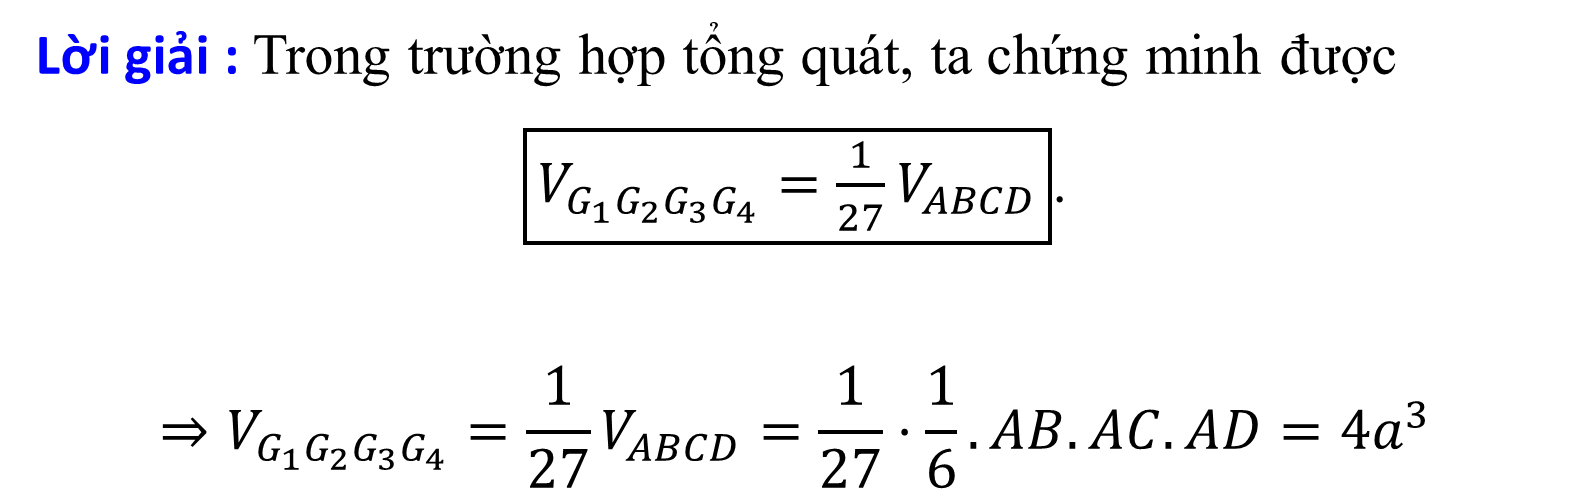 Lời giải : Trong trường hợp tổng quát, ta chứng minh được
$V_{G_1G_2G_3G_4} = \frac{1}{27} V_{ABCD}$.
$\Rightarrow V_{G_1G_2G_3G_4} = \frac{1}{27} V_{ABCD} = \frac{1}{27} \cdot \frac{1}{6} . AB . AC . AD = 4a^3$